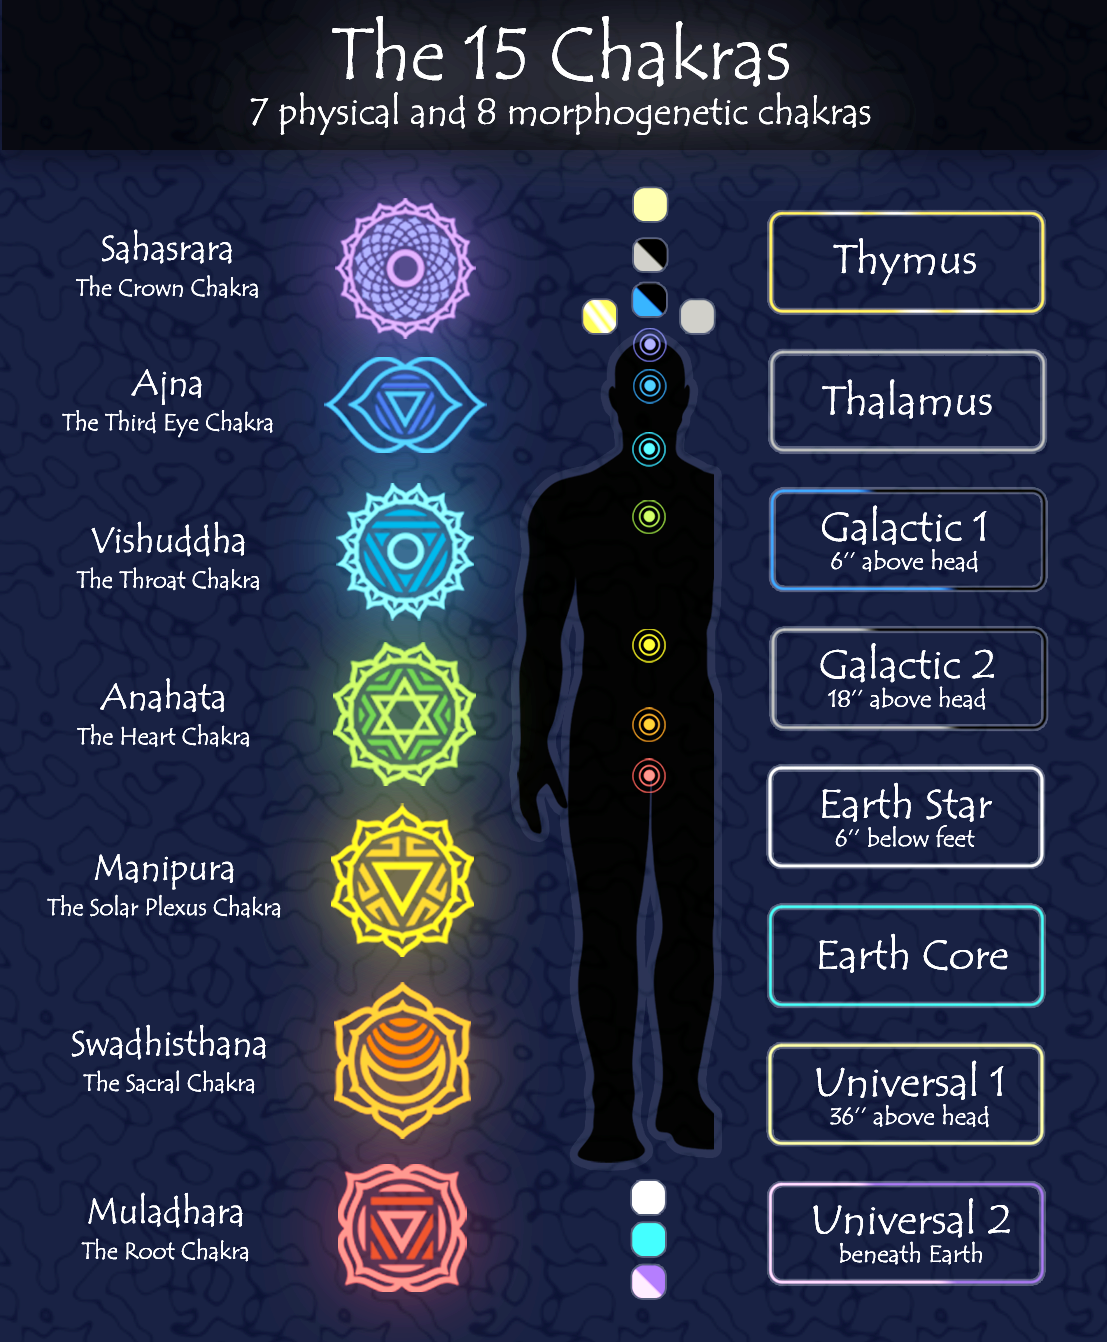 The 15 Chakras
7 physical and 8 morphogenetic chakras
Sahasrara
The Crown Chakra
Ajna
The Third Eye Chakra
Vishuddha
The Throat Chakra
Anahata
The Heart Chakra
Manipura
The Solar Plexus Chakra
Swadhisthana
The Sacral Chakra
Muladhara
The Root Chakra
Thymus
Thalamus
Galactic 1
6’’ above head
Galactic 2
18’’ above head
Earth Star
6’’ below feet
Earth Core
Universal 1
36’’ above head
Universal 2
beneath Earth